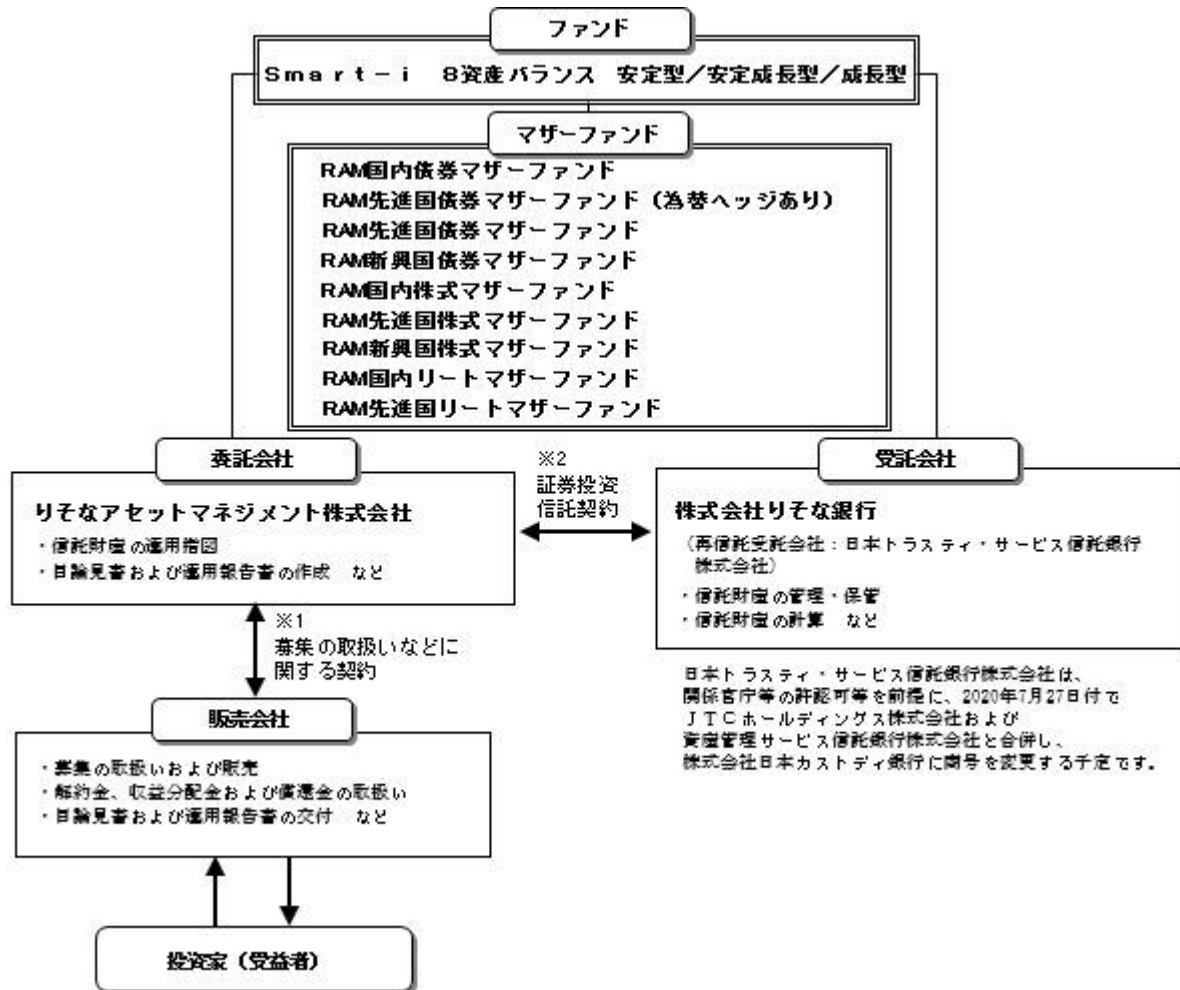 ファンド
Smart-i 8資産バランス 安定型/安定成長型/成長型
マザーファンド
RAM国内債券マザーファンド
RAM先進国債券マザーファンド(為替ヘッジあり)
RAM先進国債券マザーファンド
RAM新興国債券マザーファンド
RAM国内株式マザーファンド
RAM先進国株式マザーファンド
RAM新興国株式マザーファンド
RAM国内リートマザーファンド
RAM先進国リートマザーファンド
委託会社
りそなアセットマネジメント株式会社
・信託財産の運用指図
・目論見書および運用報告書の作成 など
※2
証券投資
信託契約
受託会社
株式会社りそな銀行
(再信託受託会社:日本トラスティ・サービス信託銀行
株式会社)
・信託財産の管理・保管
・信託財産の計算 など
※1
募集の取扱いなどに
関する契約
日本トラスティ・サービス信託銀行株式会社は、
関係官庁等の許認可等を前提に、2020年7月27日付で
JTCホールディングス株式会社および
資産管理サービス信託銀行株式会社と合併し、
株式会社日本カストディ銀行に商号を変更する予定です。
販売会社
・募集の取扱いおよび販売
・解約金、収益分配金および償還金の取扱い
・目論見書および運用報告書の交付 など
投資家(受益者)